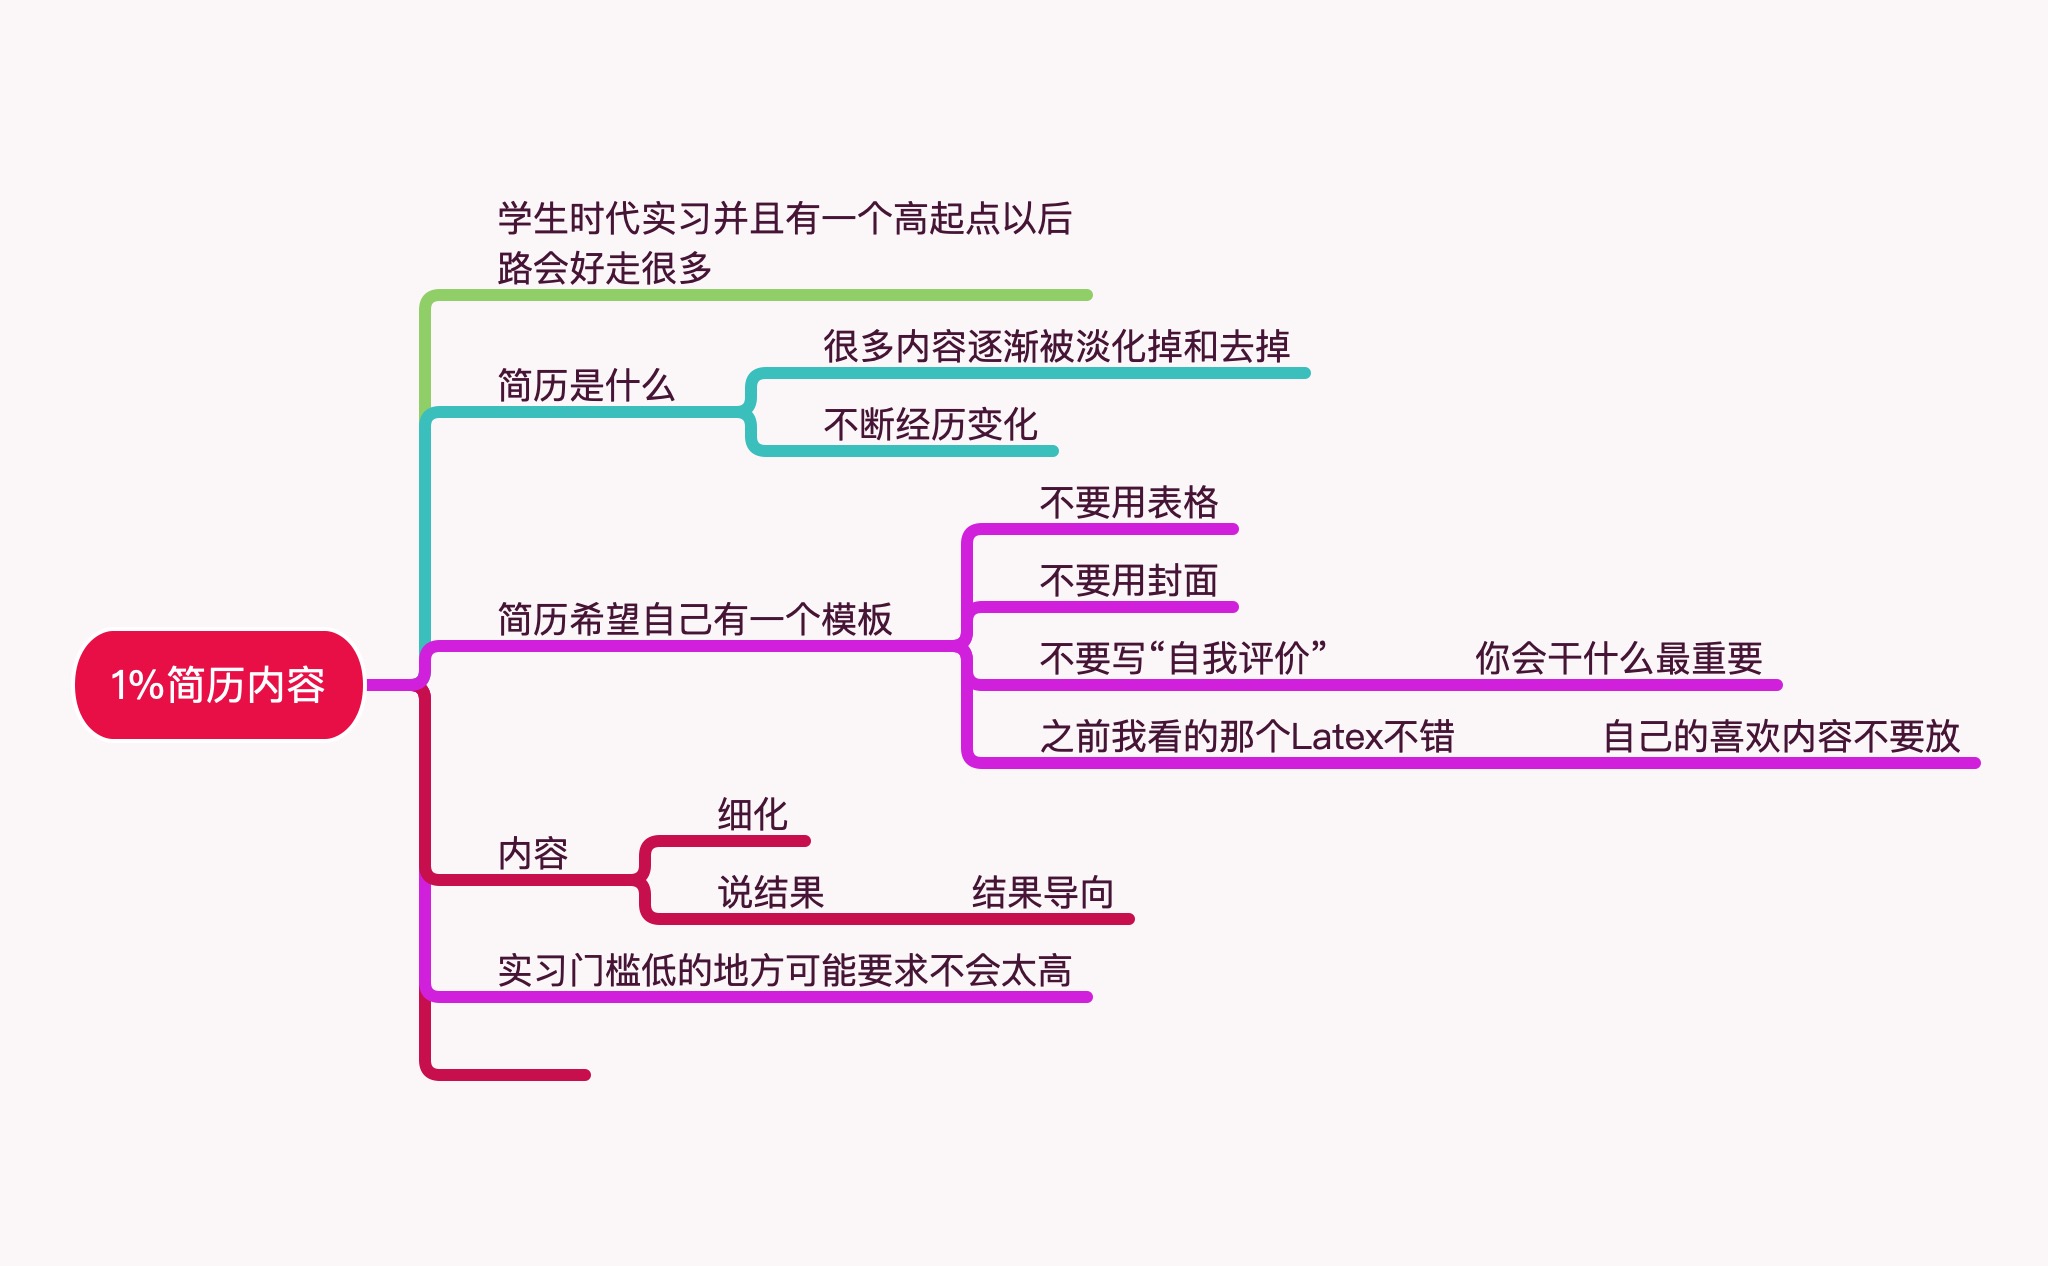 学生时代实习并且有一个高起点以后
路会好走很多
很多内容逐渐被淡化掉和去掉
简历是什么
不断经历变化
不要用表格
不要用封面
简历希望自己有一个模板
不要写“自我评价” 你会干什么最重要
1%简历内容
之前我看的那个Latex不错 自己的喜欢内容不要放
细化
内容
说结果 结果导向
实习门槛低的地方可能要求不会太高